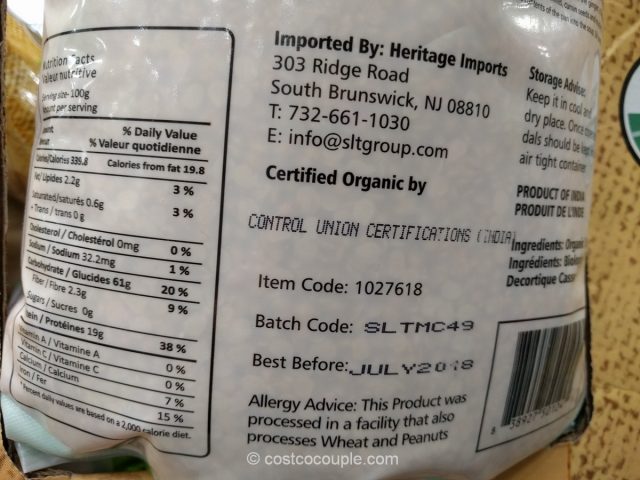 Nutrition Facts
Valeur nutritive
Serving size- 100g
Amount per serving
% Daily Value
% Valeur quotidienne
Calories/Calories 339.8 Calories from fat 19.8
Fat/ Lipides 2.2g 3 %
Saturated/saturés 0.6g
+ Trans / trans 0 g 3 %
Cholesterol / Cholestérol 0mg 0 %
Sodium / Sodium 32.2mg 1 %
Carbohydrate / Glucides 61g 20 %
Fiber / Fibre 2.3g 9 %
Sugars / Sucres 0g
Protein / Protéines 19g 38 %
Vitamin A / Vitamine A 0 %
Vitamin C / Vitamine C 0 %
Calcium / Calcium 7 %
Iron / Fer 15 %
* Percent daily values are based on a 2,000 calorie diet.
Imported By: Heritage Imports
303 Ridge Road
South Brunswick, NJ 08810
T: 732-661-1030
E: info@sltgroup.com
Certified Organic by
CONTROL UNION CERTIFICATIONS (INDIA)
Item Code: 1027618
Batch Code: SLTMC49
Best Before: JULY2018
Allergy Advice: This Product was
processed in a facility that also
processes Wheat and Peanuts
Storage Advise:
Keep it in cool and
dry place. Once
dals should be
air tight container
PRODUCT OF INDIA
PRODUIT DE L'INDE
Ingredients: Organic
Ingrédients:
Decortique
© costcocouple.com